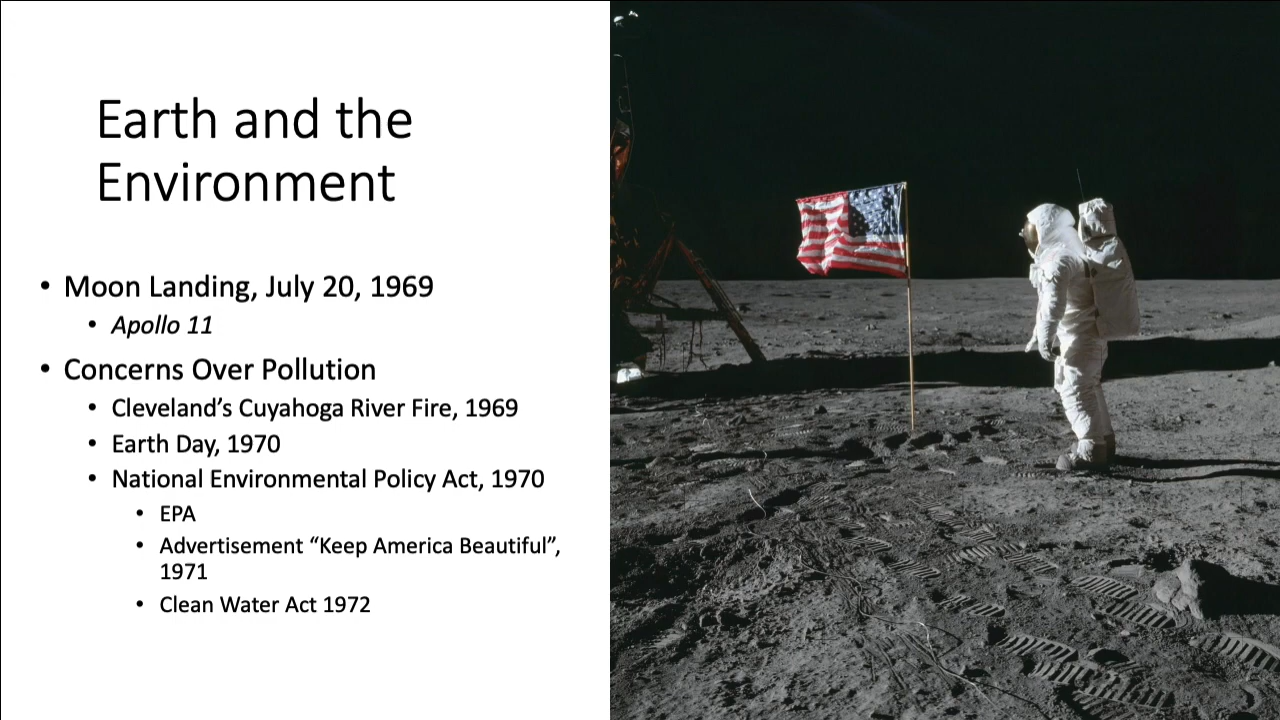 Earth and the
Environment
• Moon Landing, July 20, 1969
• Apollo 11
• Concerns Over Pollution
• Cleveland’s Cuyahoga River Fire, 1969
• Earth Day, 1970
• National Environmental Policy Act, 1970
• EPA
• Advertisement “Keep America Beautiful”,
1971
• Clean Water Act 1972